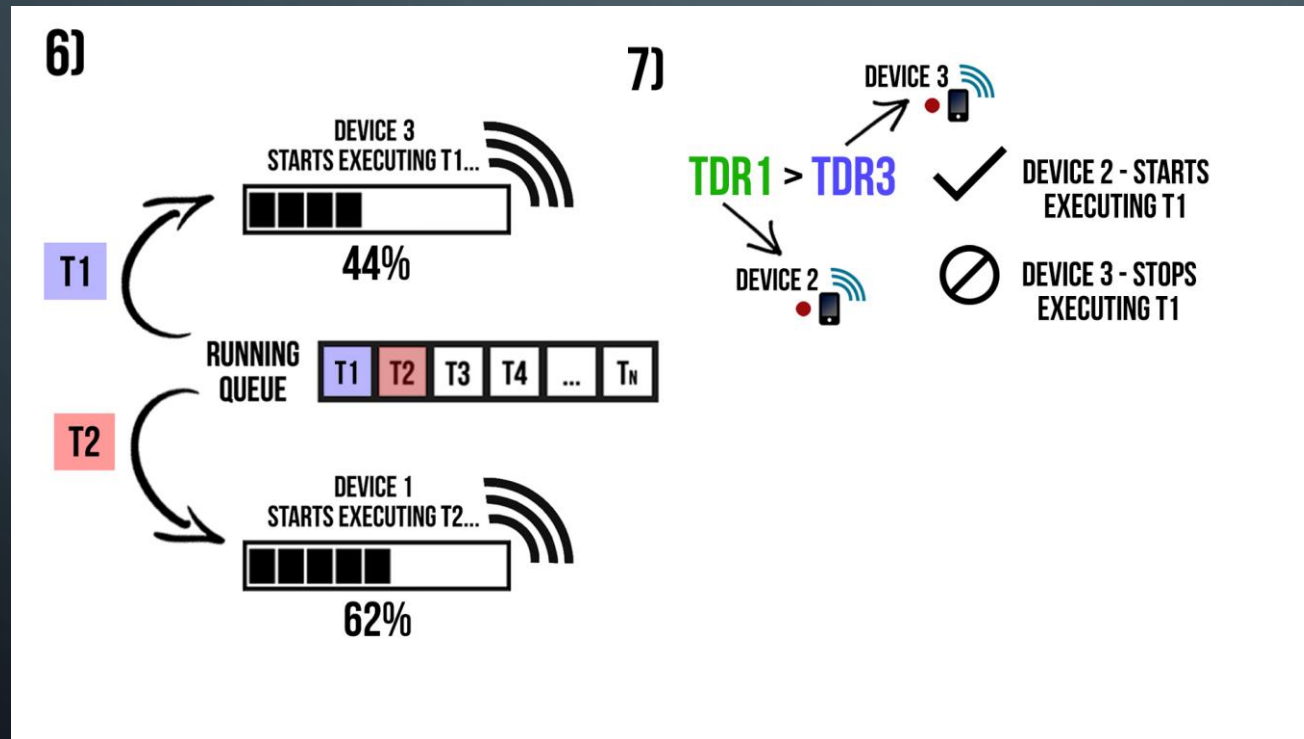 6)
DEVICE 3
STARTS EXECUTING T1...
44%
T1
RUNNING
QUEUE
T1 T2 T3 T4 ... TN
T2
DEVICE 1
STARTS EXECUTING T2...
62%
7)
DEVICE 3
TDR1 > TDR3
DEVICE 2
DEVICE 2 - STARTS
EXECUTING T1
DEVICE 3 - STOPS
EXECUTING T1